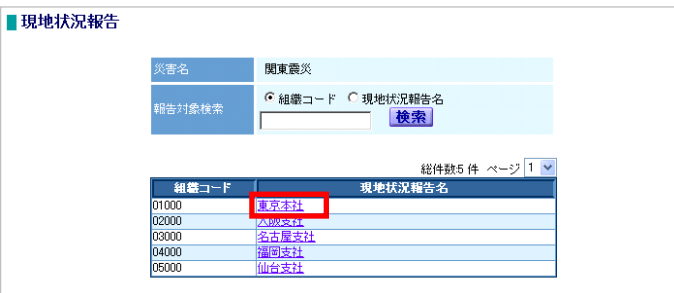 現地状況報告
災害名 関東震災
報告対象検索 組織コード 現地状況報告名
検索
総件数:5 件 ページ 1
組織コード 現地状況報告名
01000 東京本社
02000 大阪支社
03000 名古屋支社
04000 福岡支社
05000 仙台支社